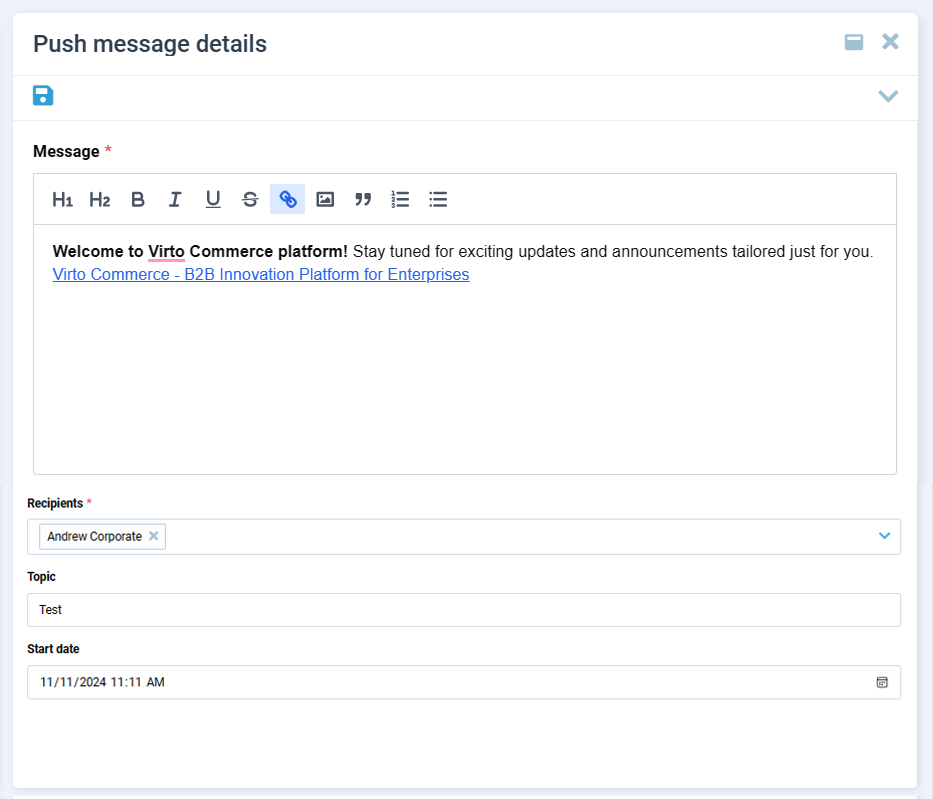 Push message details
Message *
H1 H2 B I U S
Welcome to Virto Commerce platform! Stay tuned for exciting updates and announcements tailored just for you.
Virto Commerce - B2B Innovation Platform for Enterprises
Recipients *
Andrew Corporate
Topic
Test
Start date
11/11/2024 11:11 AM